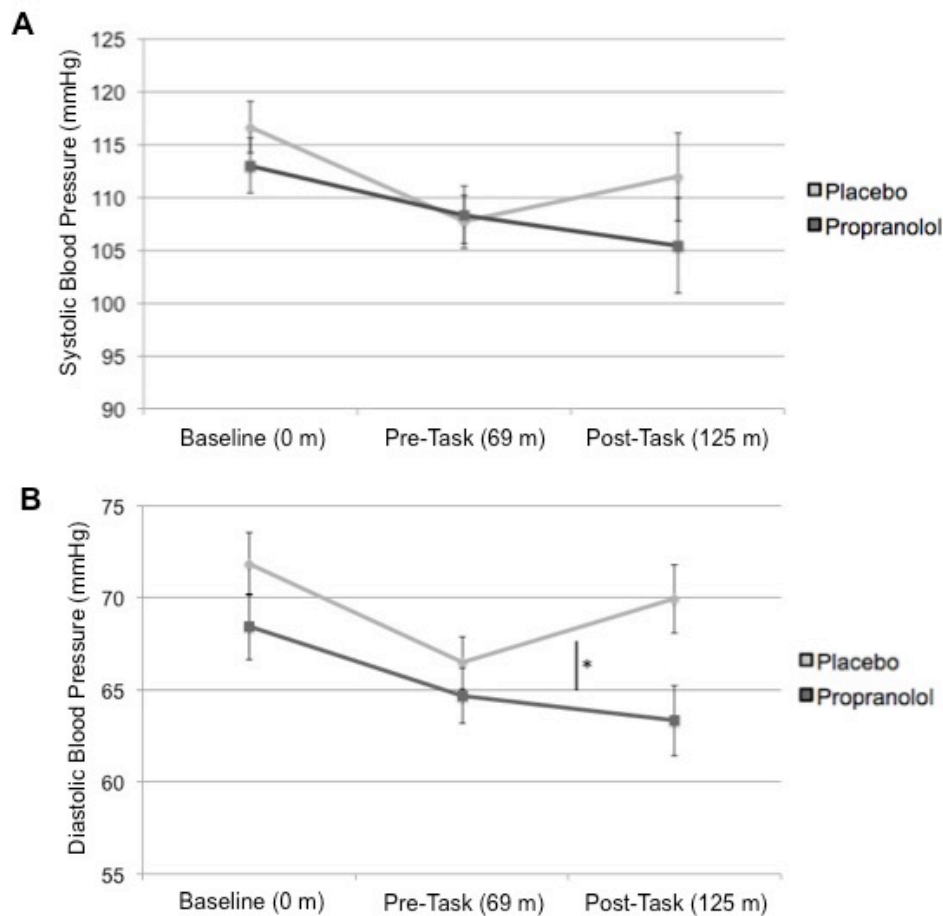 A
Systolic Blood Pressure (mmHg)
125
120
115
110
105
100
95
90
Baseline (0 m)
Pre-Task (69 m)
Post-Task (125 m)
Placebo
Propranolol
B
Diastolic Blood Pressure (mmHg)
75
70
65
60
55
*
Baseline (0 m)
Pre-Task (69 m)
Post-Task (125 m)
Placebo
Propranolol